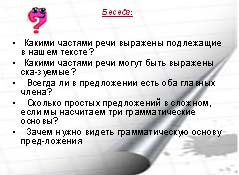 Беседа:
• Какими частями речи выражены подлежащие
в нашем тексте?
• Какими частями речи могут быть выражены
ска-зуемые?
• Всегда ли в предложении есть оба главных
члена?
• Сколько простых предложений в сложном,
если мы насчитаем три грамматические
основы?
• Зачем нужно видеть грамматическую основу
пред-ложения